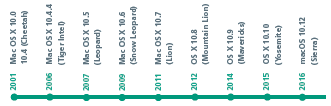 Mac OS X 10.0
10.4 (Cheetah)
2001
Mac OS X 10.4.4
(Tiger Intel)
2006
Mac OS X 10.5
(Leopard)
2007
Mac OS X 10.6
(Snow Leopard)
2009
Mac OS X 10.7
(Lion)
2011
OS X 10.8
(Mountain Lion)
2012
OS X 10.9
(Mavericks)
2014
OS X 10.10
(Yosemite)
2015
macOS 10.12
(Sierra)
2016